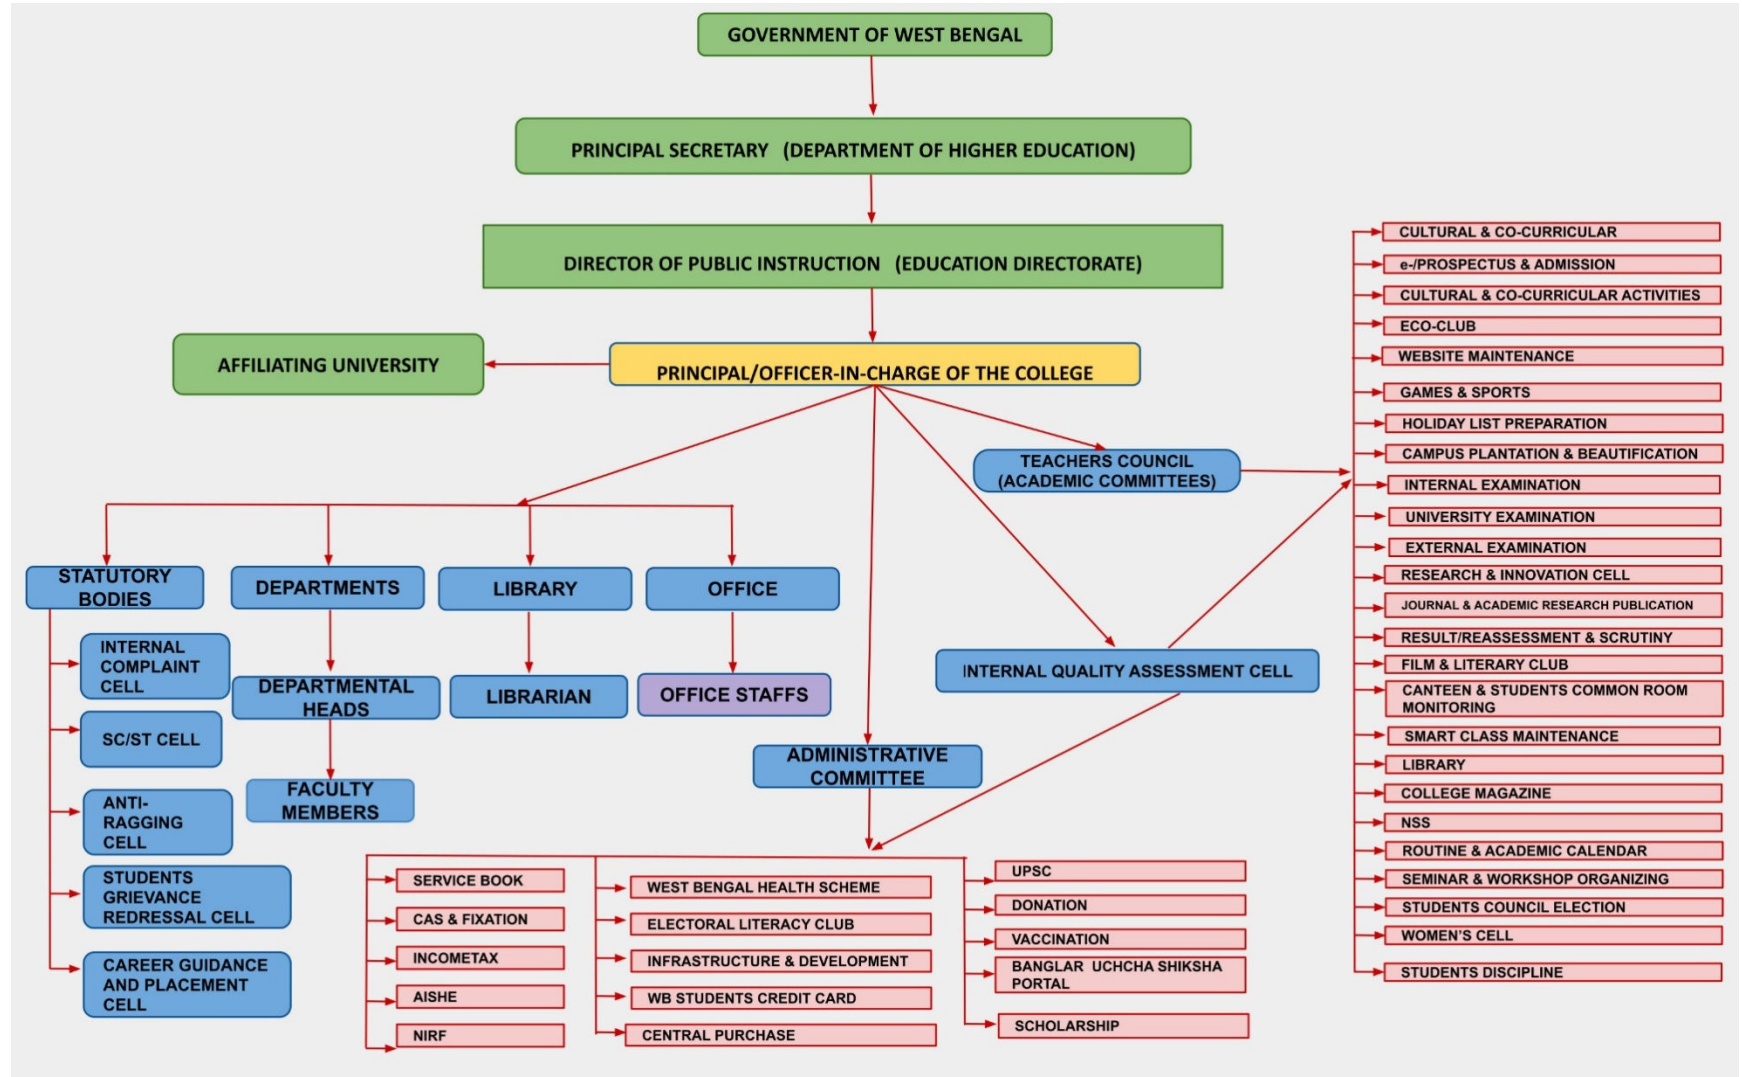 GOVERNMENT OF WEST BENGAL
PRINCIPAL SECRETARY (DEPARTMENT OF HIGHER EDUCATION)
DIRECTOR OF PUBLIC INSTRUCTION (EDUCATION DIRECTORATE)
AFFILIATING UNIVERSITY
PRINCIPAL/OFFICER-IN-CHARGE OF THE COLLEGE
TEACHERS COUNCIL
(ACADEMIC COMMITTEES)
STATUTORY
BODIES
DEPARTMENTS
LIBRARY
OFFICE
INTERNAL
COMPLAINT
CELL
SC/ST CELL
ANTI-
RAGGING
CELL
STUDENTS
GRIEVANCE
REDRESSAL CELL
CAREER GUIDANCE
AND PLACEMENT
CELL
DEPARTMENTAL
HEADS
FACULTY
MEMBERS
LIBRARIAN
OFFICE STAFFS
INTERNAL QUALITY ASSESSMENT CELL
ADMINISTRATIVE
COMMITTEE
SERVICE BOOK
CAS & FIXATION
INCOMETAX
AISHE
NIRF
WEST BENGAL HEALTH SCHEME
ELECTORAL LITERACY CLUB
INFRASTRUCTURE & DEVELOPMENT
WB STUDENTS CREDIT CARD
CENTRAL PURCHASE
UPSC
DONATION
VACCINATION
BANGLAR UCHCHA SHIKSHA
PORTAL
SCHOLARSHIP
CULTURAL & CO-CURRICULAR
e-/PROSPECTUS & ADMISSION
CULTURAL & CO-CURRICULAR ACTIVITIES
ECO-CLUB
WEBSITE MAINTENANCE
GAMES & SPORTS
HOLIDAY LIST PREPARATION
CAMPUS PLANTATION & BEAUTIFICATION
INTERNAL EXAMINATION
UNIVERSITY EXAMINATION
EXTERNAL EXAMINATION
RESEARCH & INNOVATION CELL
JOURNAL & ACADEMIC RESEARCH PUBLICATION
RESULT/REASSESSMENT & SCRUTINY
FILM & LITERARY CLUB
CANTEEN & STUDENTS COMMON ROOM
MONITORING
SMART CLASS MAINTENANCE
LIBRARY
COLLEGE MAGAZINE
NSS
ROUTINE & ACADEMIC CALENDAR
SEMINAR & WORKSHOP ORGANIZING
STUDENTS COUNCIL ELECTION
WOMEN'S CELL
STUDENTS DISCIPLINE